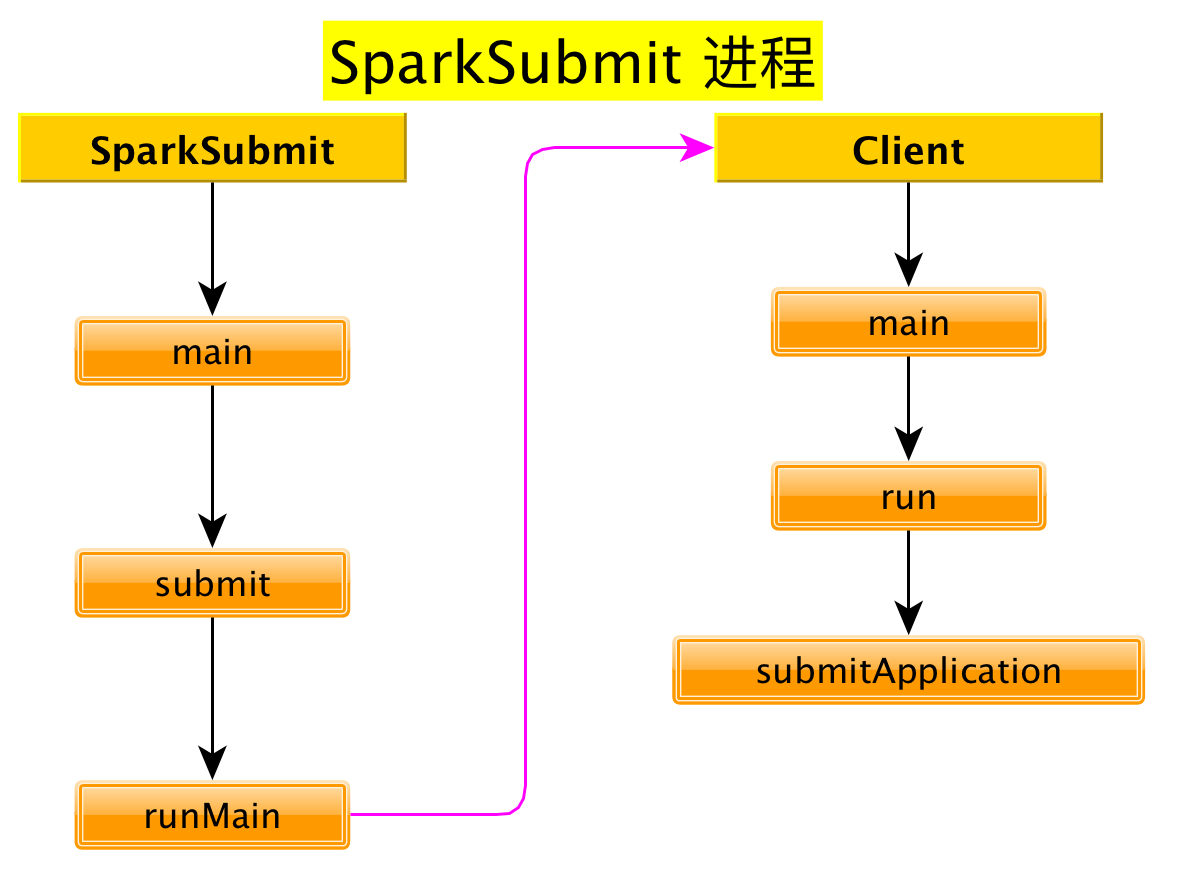 SparkSubmit 进程
SparkSubmit
main
submit
runMain
Client
main
run
submitApplication